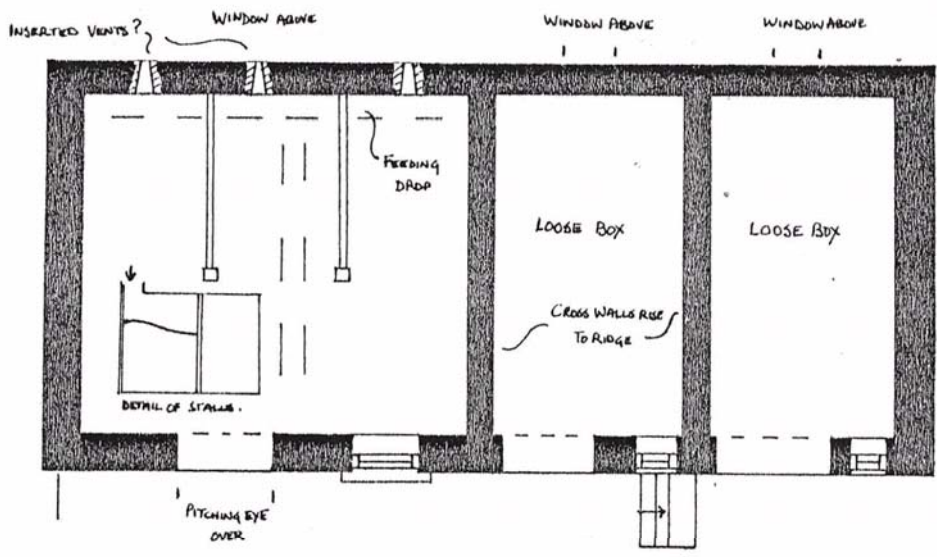 INSERTED VENTS?
WINDOW ABOVE
WINDOW ABOVE
WINDOW ABOVE
FEEDING
DROP
LOOSE BOX
LOOSE BOX
CROSS WALLS RISE
TO RIDGE
DETAIL OF STALLS.
PITCHING EYE
OVER